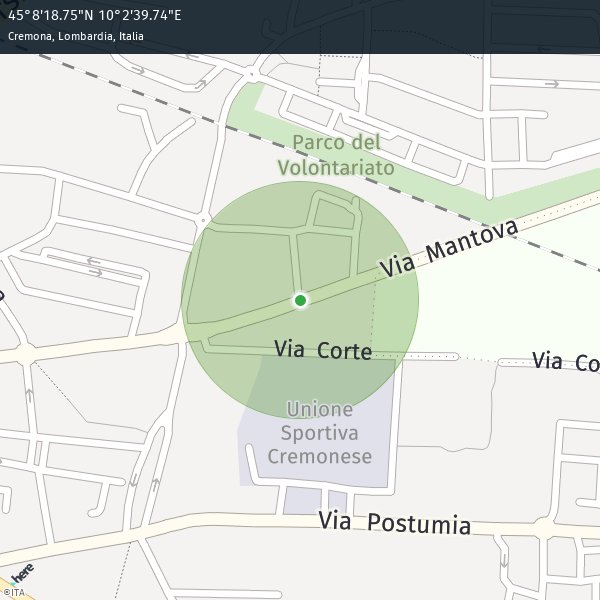 45°8'18.75"N 10°2'39.74"E
Cremona, Lombardia, Italia
Parco del
Volontariato
Via Mantova
Via Corte
Via Co
Unione
Sportiva
Cremonese
Via Postumia
here
©ITA